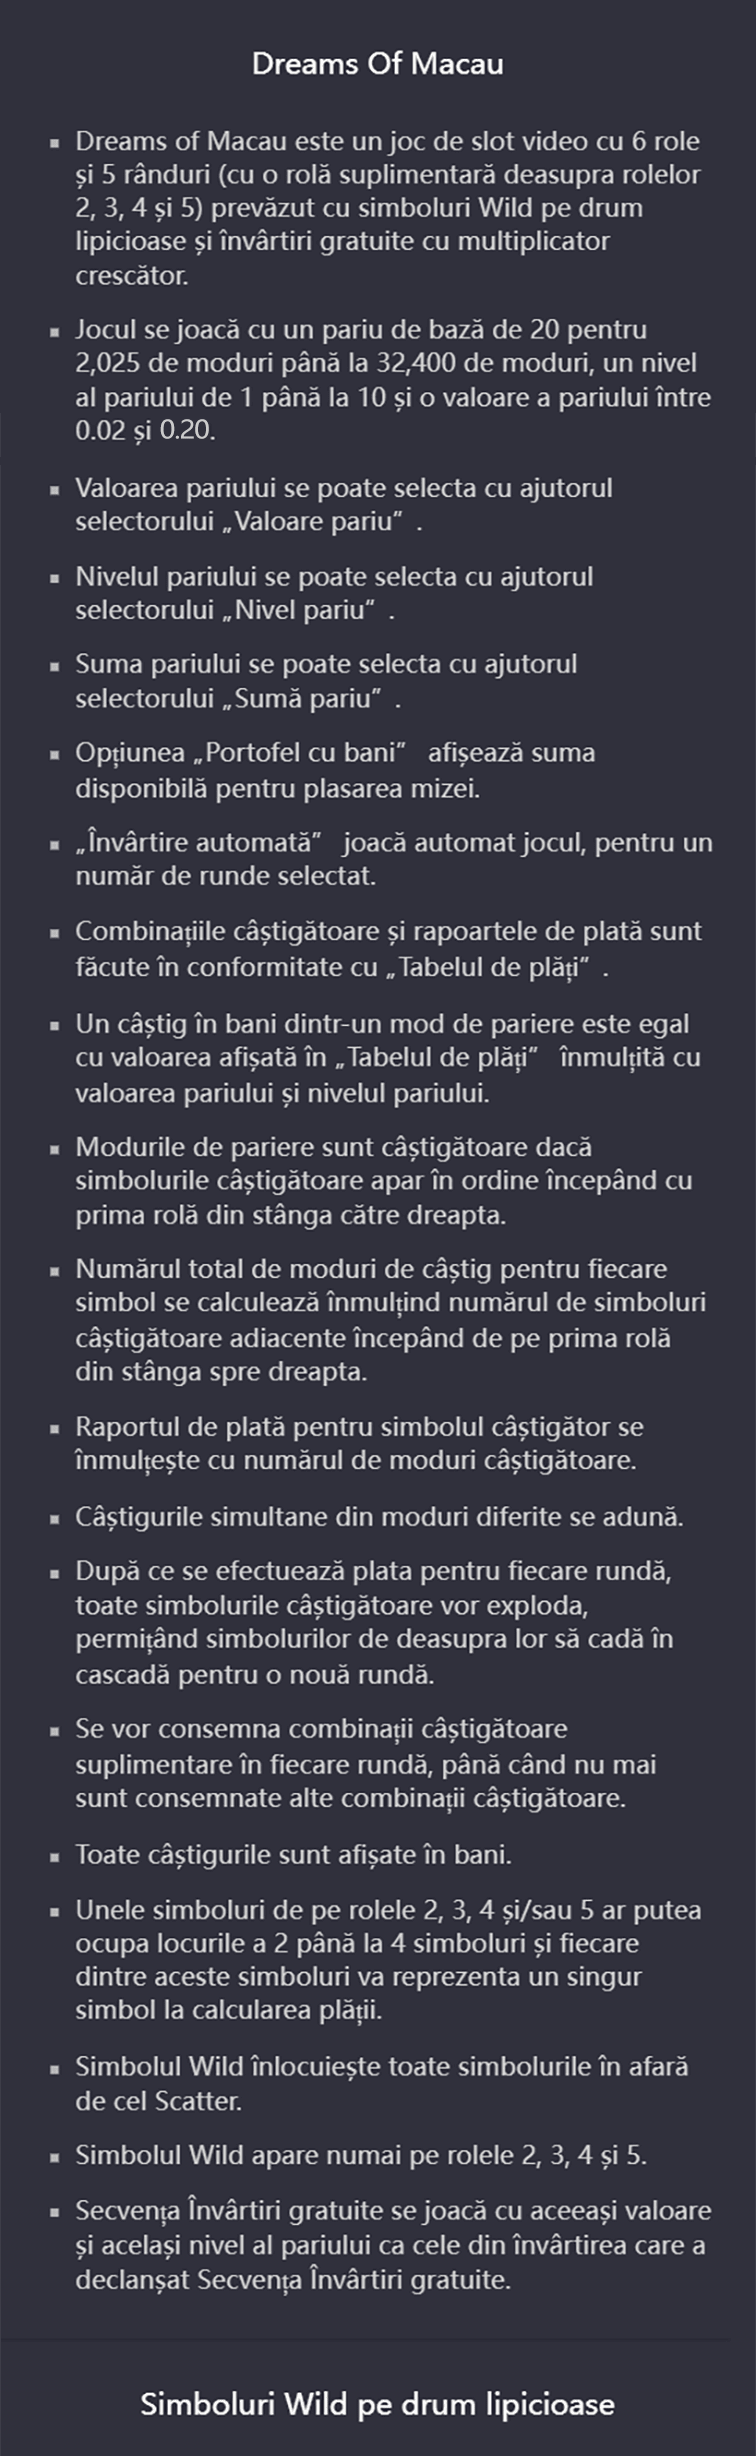 Dreams Of Macau
▪ Dreams of Macau este un joc de slot video cu 6 role
și 5 rânduri (cu o rolă suplimentară deasupra rolelor
2, 3, 4 și 5) prevăzut cu simboluri Wild pe drum
lipicioase și învârtiri gratuite cu multiplicator
crescător.
▪ Jocul se joacă cu un pariu de bază de 20 pentru
2,025 de moduri până la 32,400 de moduri, un nivel
al pariului de 1 până la 10 și o valoare a pariului între
0.02 și 0.20.
▪ Valoarea pariului se poate selecta cu ajutorul
selectorului „Valoare pariu” .
▪ Nivelul pariului se poate selecta cu ajutorul
selectorului „Nivel pariu” .
▪ Suma pariului se poate selecta cu ajutorul
selectorului „Sumă pariu” .
▪ Opțiunea „Portofel cu bani” afișează suma
disponibilă pentru plasarea mizei.
▪ „Învârtire automată” joacă automat jocul, pentru un
număr de runde selectat.
▪ Combinațiile câștigătoare și rapoartele de plată sunt
făcute în conformitate cu „Tabelul de plăți” .
▪ Un câștig în bani dintr-un mod de pariere este egal
cu valoarea afișată în „Tabelul de plăți” înmulțită cu
valoarea pariului și nivelul pariului.
▪ Modurile de pariere sunt câștigătoare dacă
simbolurile câștigătoare apar în ordine începând cu
prima rolă din stânga către dreapta.
▪ Numărul total de moduri de câștig pentru fiecare
simbol se calculează înmulțind numărul de simboluri
câștigătoare adiacente începând de pe prima rolă
din stânga spre dreapta.
▪ Raportul de plată pentru simbolul câștigător se
înmulțește cu numărul de moduri câștigătoare.
▪ Câștigurile simultane din moduri diferite se adună.
▪ După ce se efectuează plata pentru fiecare rundă,
toate simbolurile câștigătoare vor exploda,
permițând simbolurilor de deasupra lor să cadă în
cascadă pentru o nouă rundă.
▪ Se vor consemna combinații câștigătoare
suplimentare în fiecare rundă, până când nu mai
sunt consemnate alte combinații câștigătoare.
▪ Toate câștigurile sunt afișate în bani.
▪ Unele simboluri de pe rolele 2, 3, 4 și/sau 5 ar putea
ocupa locurile a 2 până la 4 simboluri și fiecare
dintre aceste simboluri va reprezenta un singur
simbol la calcularea plății.
▪ Simbolul Wild înlocuiește toate simbolurile în afară
de cel Scatter.
▪ Simbolul Wild apare numai pe rolele 2, 3, 4 și 5.
▪ Secvența Învârtiri gratuite se joacă cu aceeași valoare
și același nivel al pariului ca cele din învârtirea care a
declanșat Secvența Învârtiri gratuite.
Simboluri Wild pe drum lipicioase